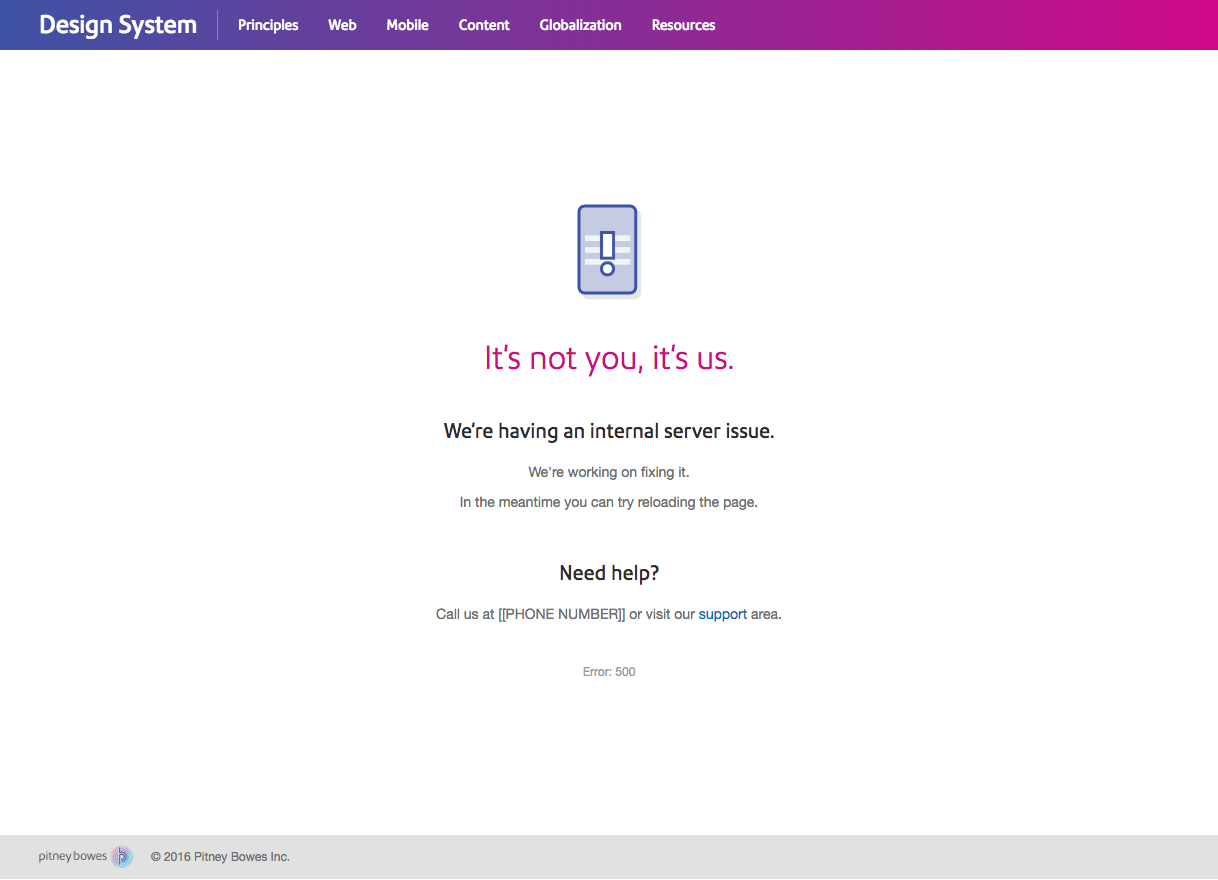 Design System Principles Web Mobile Content Globalization Resources
It's not you, it's us.
We're having an internal server issue.
We're working on fixing it.
In the meantime you can try reloading the page.
Need help?
Call us at [[PHONE NUMBER]] or visit our support area.
Error: 500
pitney bowes © 2016 Pitney Bowes Inc.